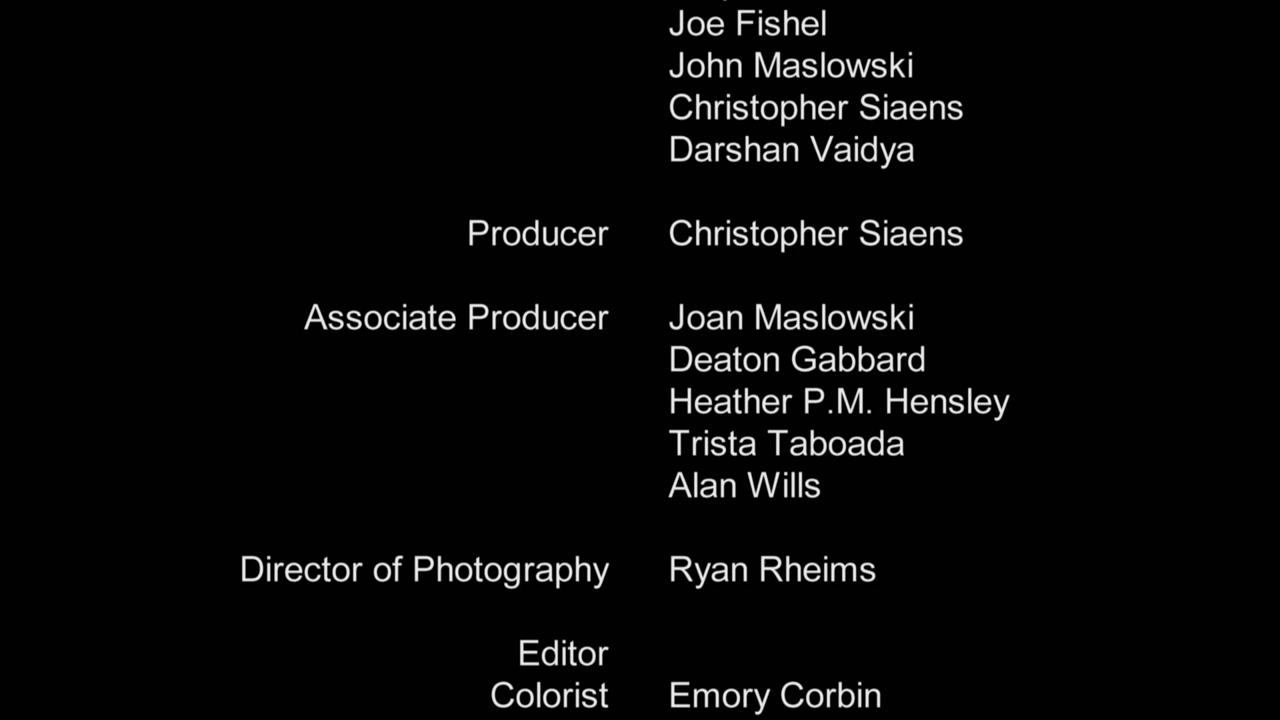 Joe Fishel
John Maslowski
Christopher Siaens
Darshan Vaidya
Producer Christopher Siaens
Associate Producer Joan Maslowski
Deaton Gabbard
Heather P.M. Hensley
Trista Taboada
Alan Wills
Director of Photography Ryan Rheims
Editor
Colorist Emory Corbin